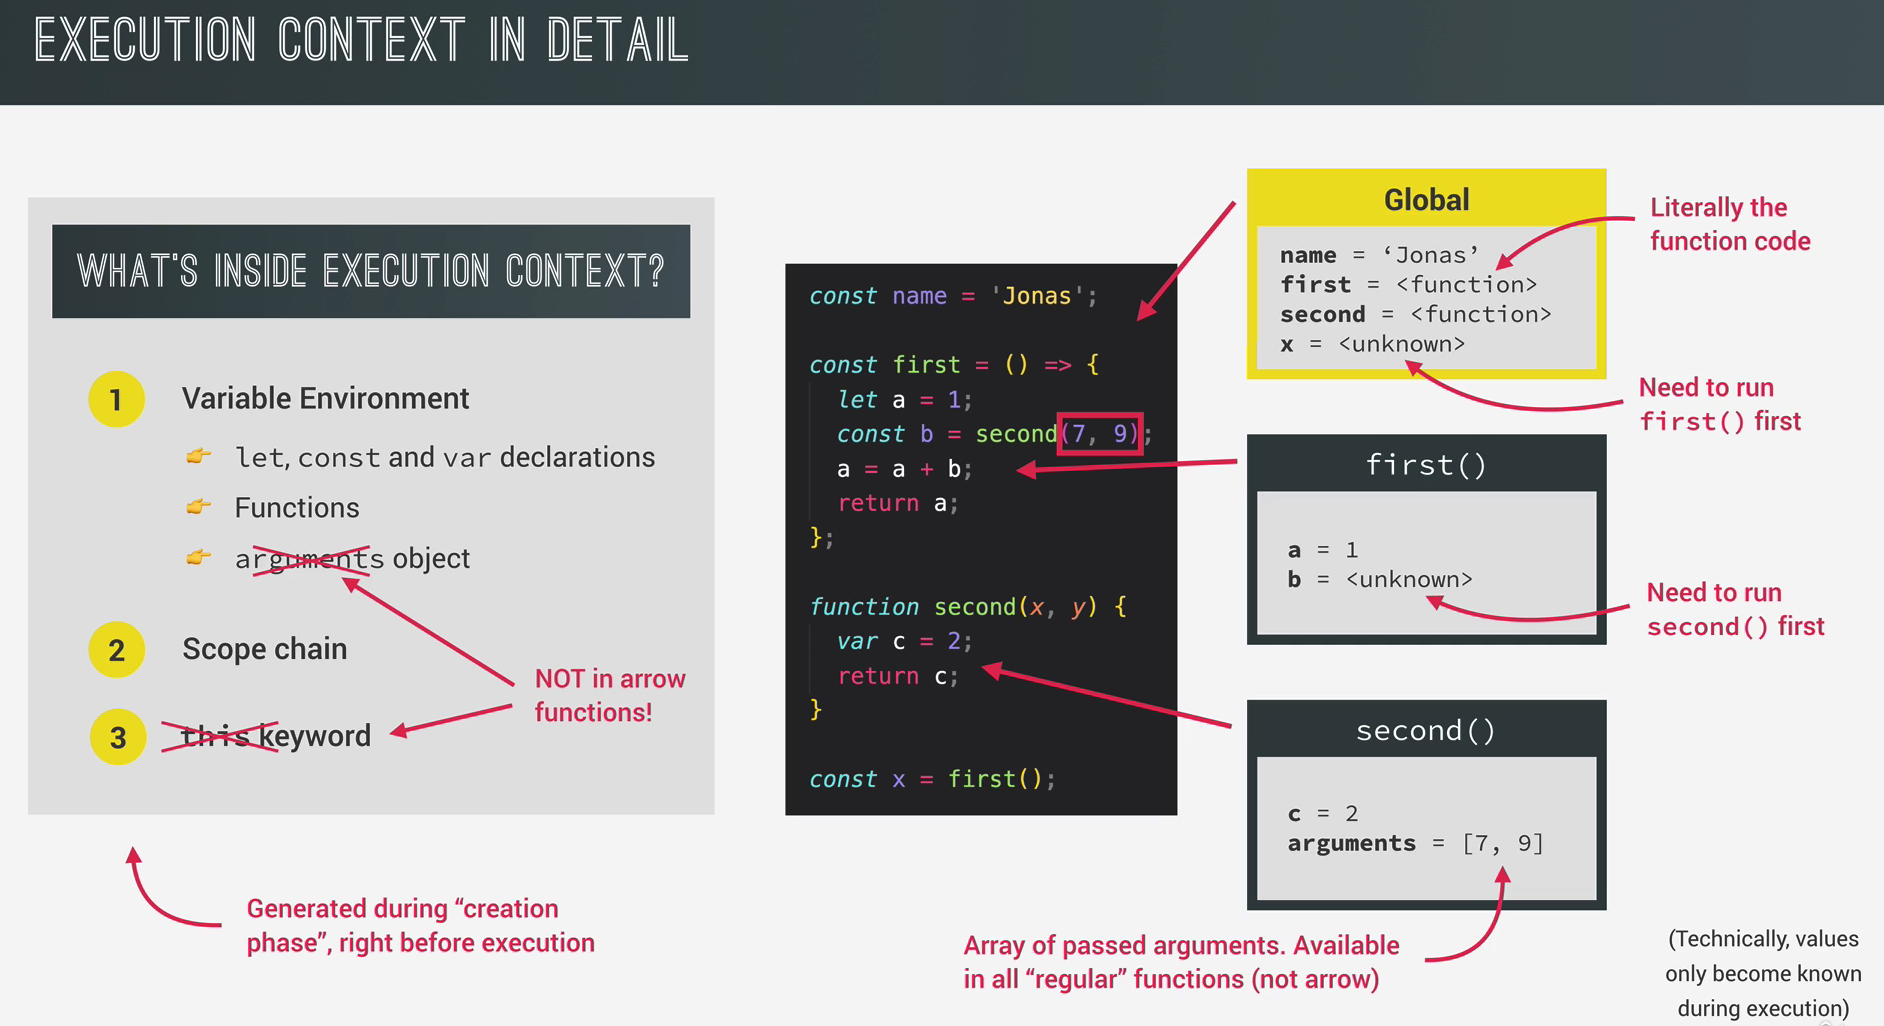 EXECUTION CONTEXT IN DETAIL
WHAT'S INSIDE EXECUTION CONTEXT?
1 Variable Environment
👉 let, const and var declarations
👉 Functions
👉 arguments object
2 Scope chain
3 this keyword
NOT in arrow
functions!
Generated during “creation
phase”, right before execution
const name = 'Jonas';
const first = () => {
let a = 1;
const b = second(7, 9);
a = a + b;
return a;
};
function second(x, y) {
var c = 2;
return c;
}
const x = first();
Global
name = ‘Jonas’
first = <function>
second = <function>
x = <unknown>
Literally the
function code
Need to run
first() first
first()
a = 1
b = <unknown>
Need to run
second() first
second()
c = 2
arguments = [7, 9]
Array of passed arguments. Available
in all “regular” functions (not arrow)
(Technically, values
only become known
during execution)